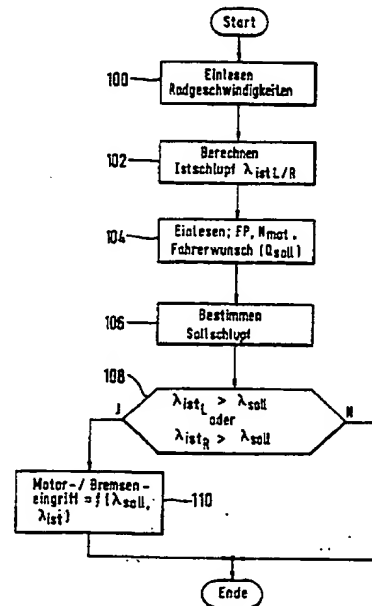 Start
100
Einlesen
Radgeschwindigkeiten
102
Berechnen
Istschlupf λistL/R
104
Einlesen; FP, Nmot,
Fahrerwunsch (Qsoll)
106
Bestimmen
Sollschlupf
108
J
λistL > λsoll
oder
λistR > λsoll
N
Motor-/ Bremsen-
eingriff = f (λsoll,
λist)
110
Ende